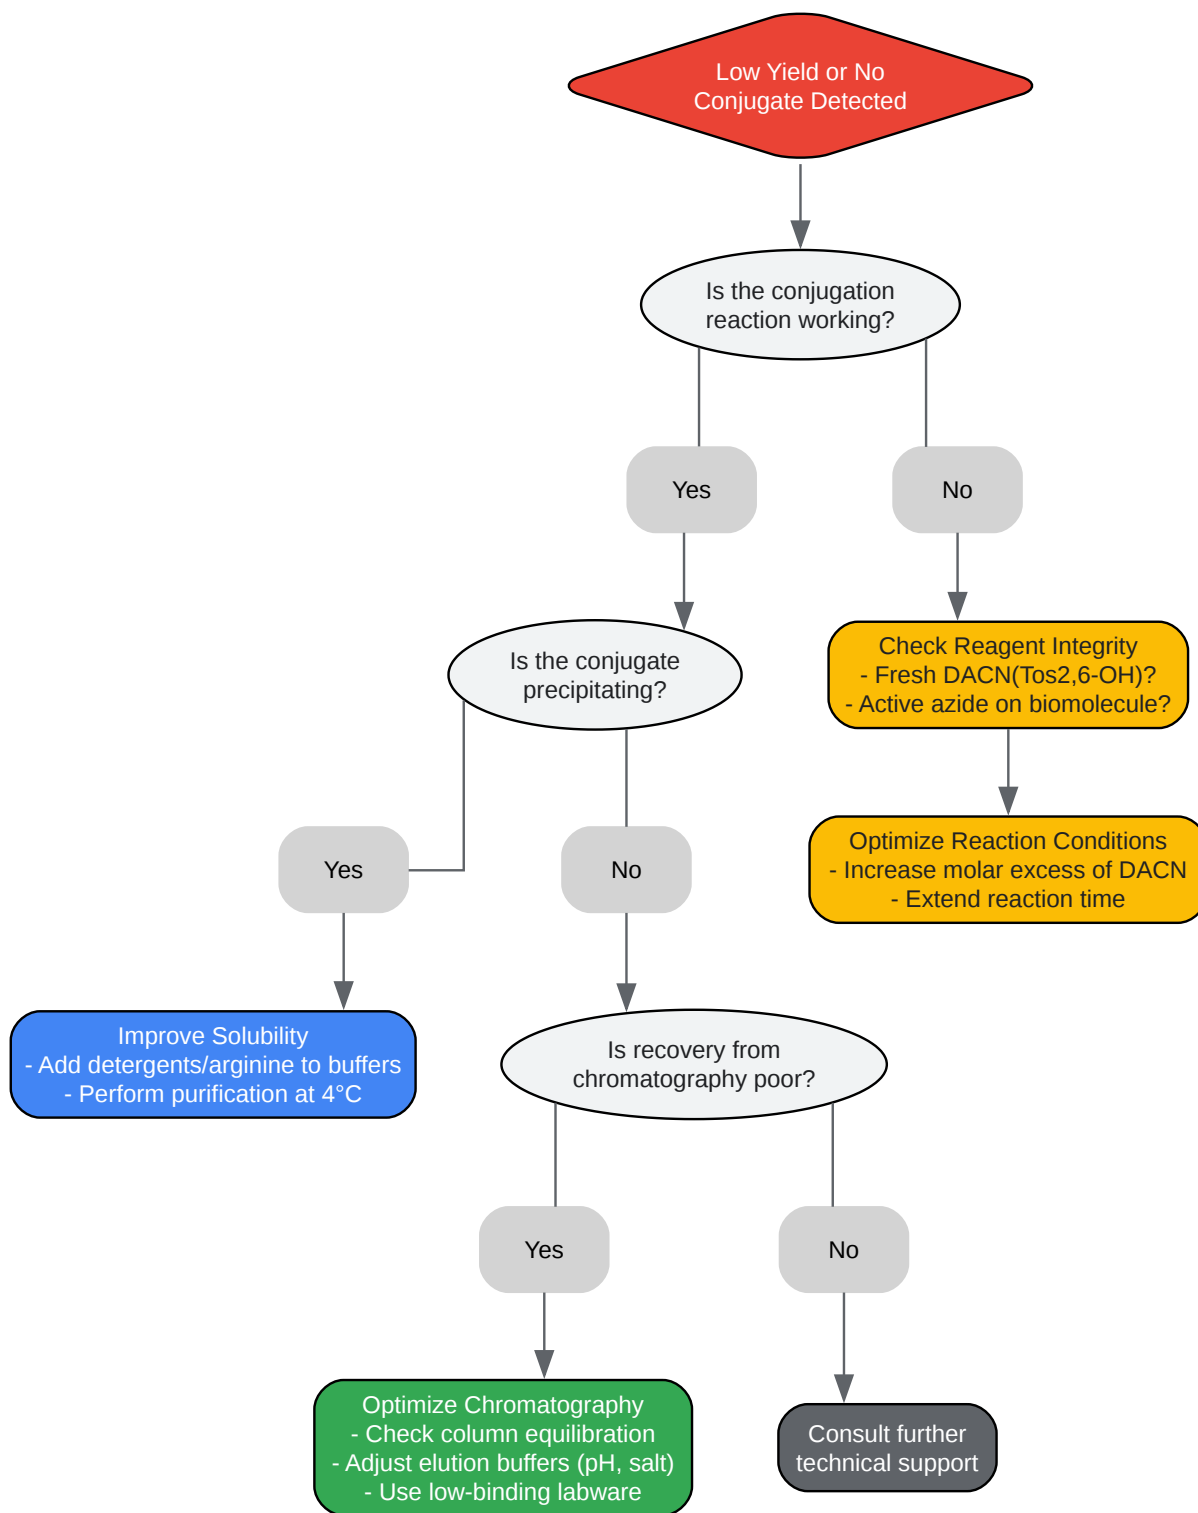 Low Yield or No
Conjugate Detected
Is the conjugation
reaction working?
Yes
No
Is the conjugate
precipitating?
Check Reagent Integrity
- Fresh DACN(Tos2,6-OH)?
- Active azide on biomolecule?
Yes
No
Optimize Reaction Conditions
- Increase molar excess of DACN
- Extend reaction time
Improve Solubility
- Add detergents/arginine to buffers
- Perform purification at 4°C
Is recovery from
chromatography poor?
Yes
No
Optimize Chromatography
- Check column equilibration
- Adjust elution buffers (pH, salt)
- Use low-binding labware
Consult further
technical support